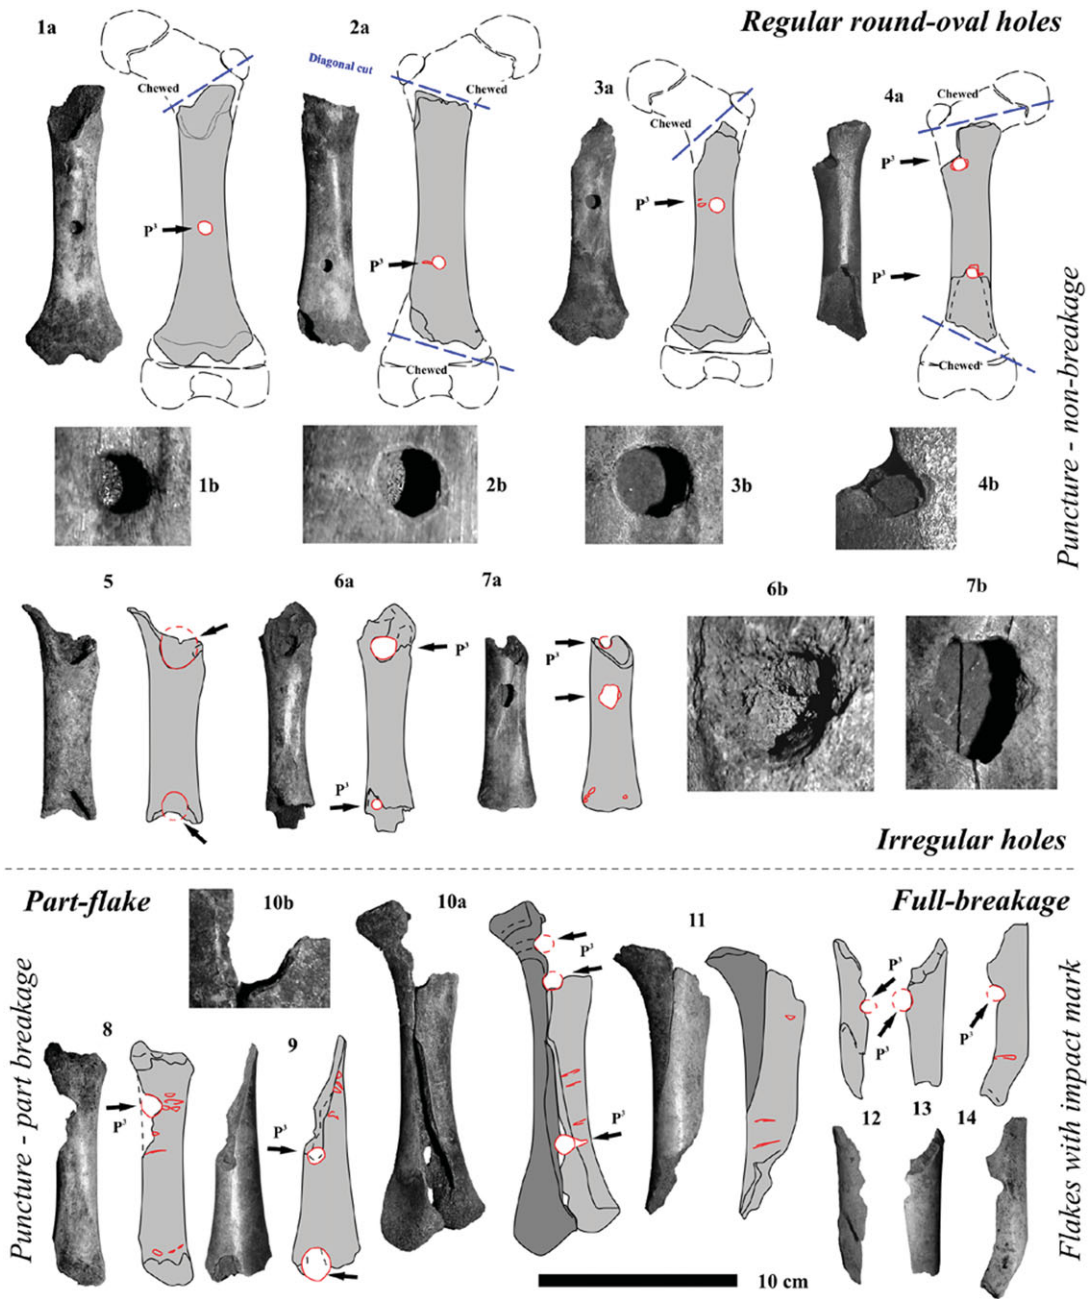 Regular round-oval holes
1a
2a
3a
4a
Diagonal cut
Chewed
Chewed
Chewed
Chewed
P³
P³
P³
P³
P³
Chewed
Chewed
Puncture - non-breakage
1b
2b
3b
4b
5
6a
7a
6b
7b
P³
P³
P³
Irregular holes
Part-flake
10b
10a
11
Full-breakage
Puncture - part breakage
8
9
P³
P³
P³
P³
P³
P³
P³
12
13
14
Flakes with impact mark
10 cm